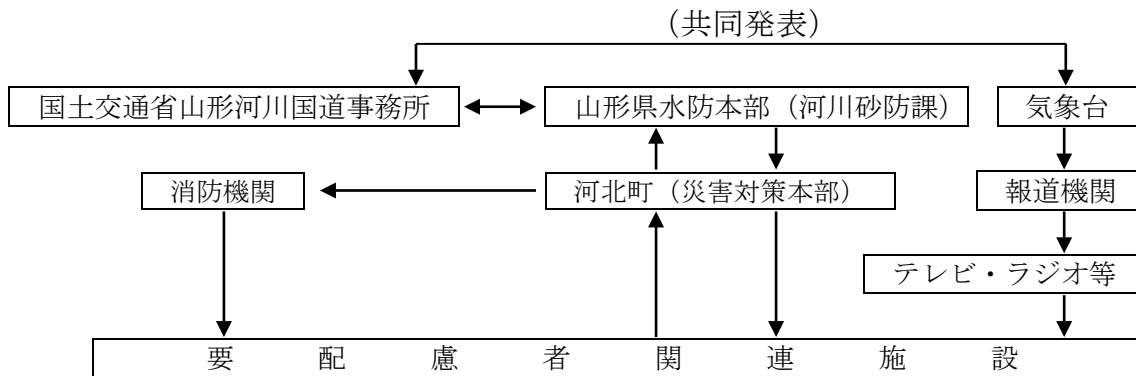 （共同発表）
国土交通省山形河川国道事務所
山形県水防本部（河川砂防課）
気象台
消防機関
河北町（災害対策本部）
報道機関
テレビ・ラジオ等
要配慮者関連施設